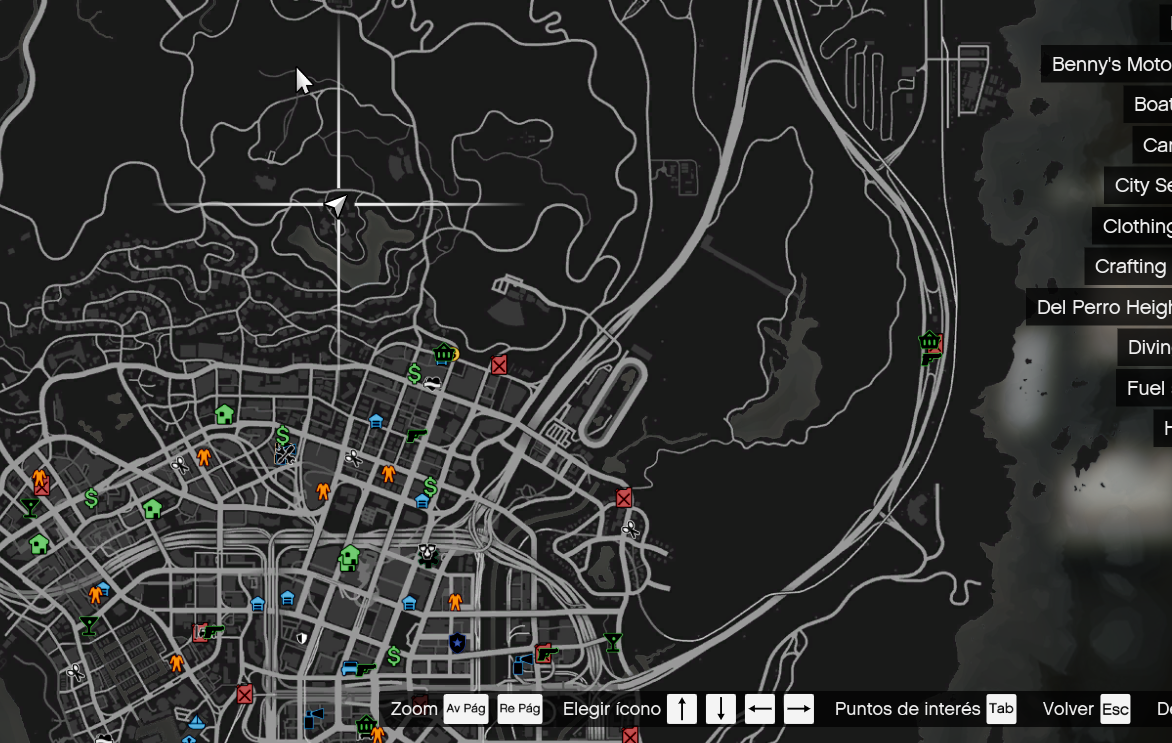 Benny's Moto
Boat
Car
City Se
Clothing
Crafting
Del Perro Heigh
Divin
Fuel
H
Zoom Av Pág Re Pág Elegir ícono ↑ ↓ ← → Puntos de interés Tab Volver Esc De